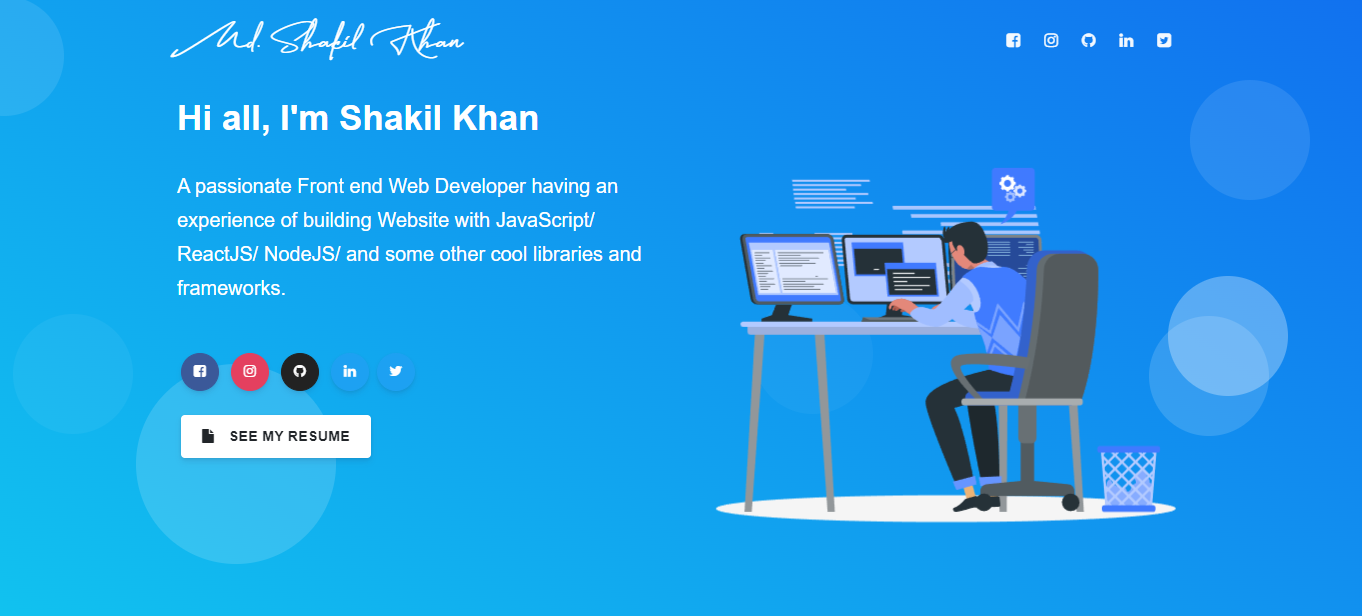 Md. Shakil Khan
Hi all, I'm Shakil Khan
A passionate Front end Web Developer having an
experience of building Website with JavaScript/
ReactJS/ NodeJS/ and some other cool libraries and
frameworks.
SEE MY RESUME